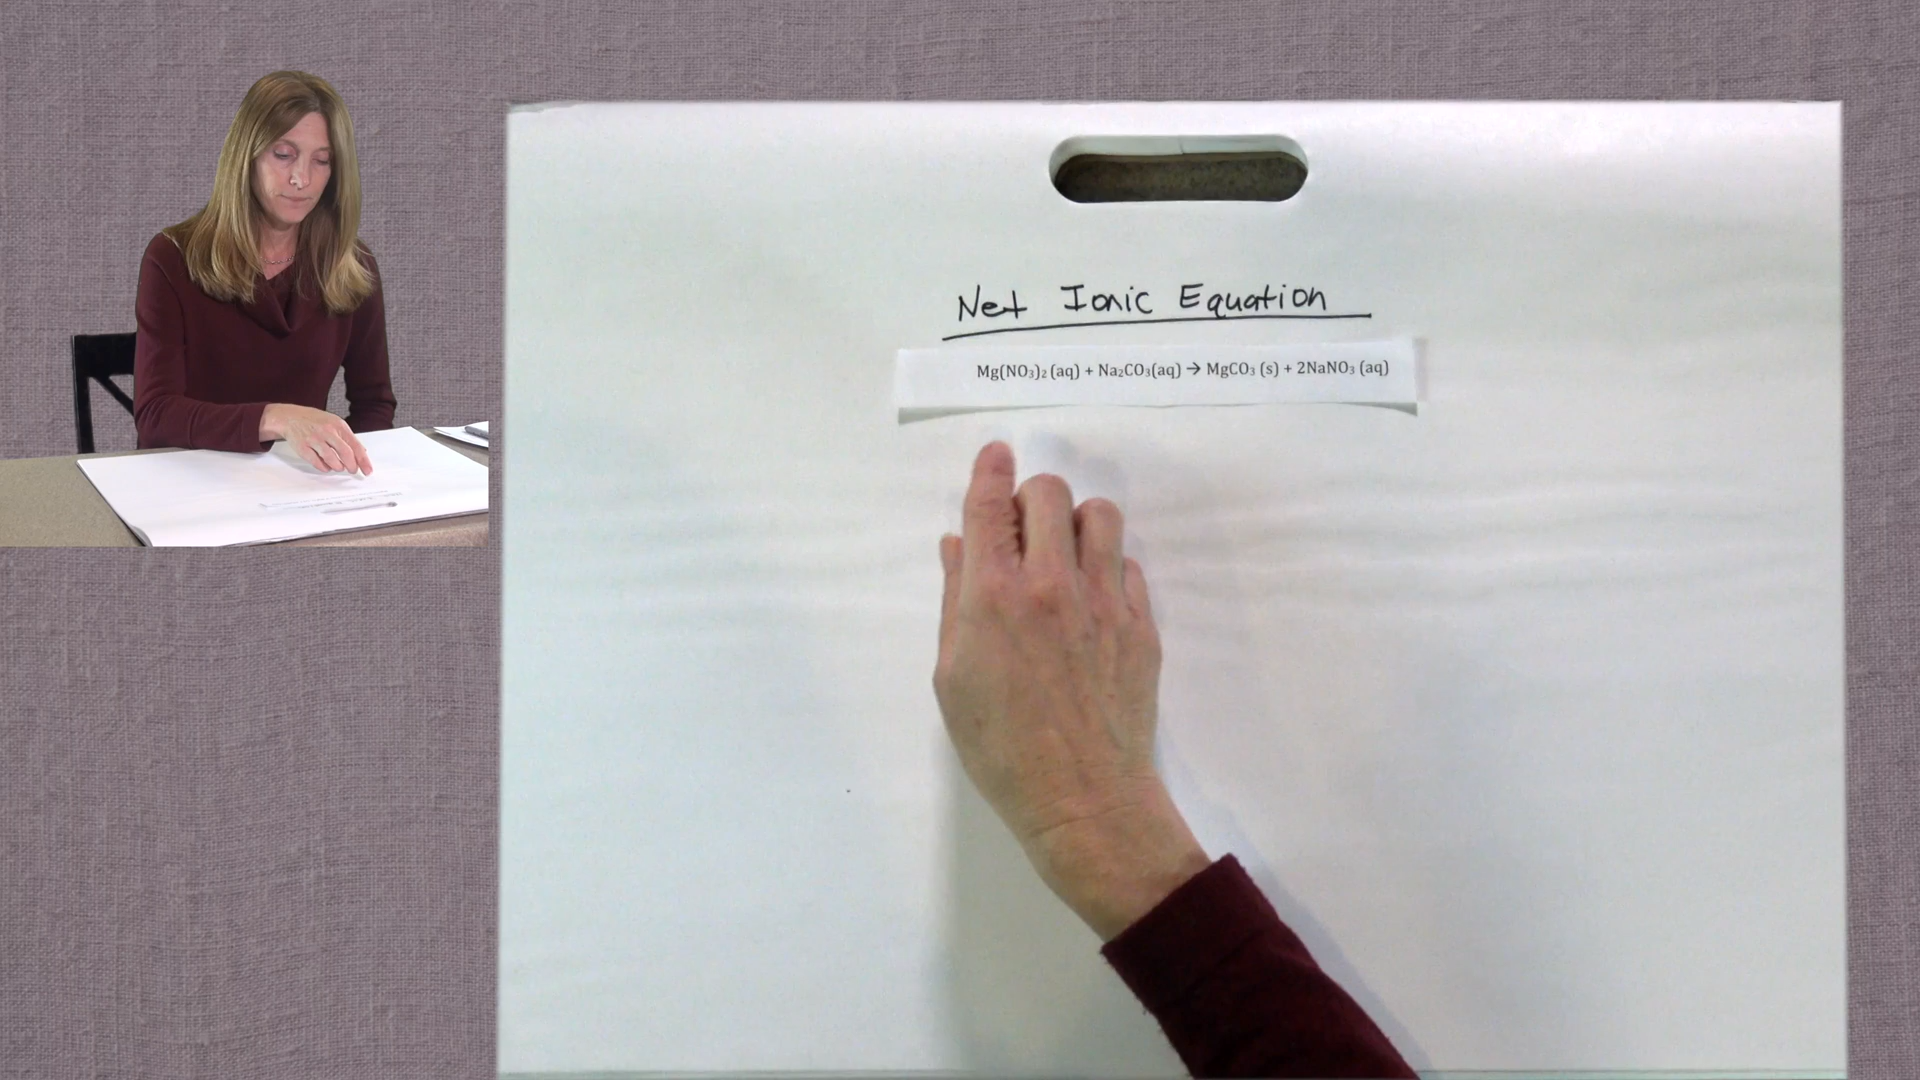 Net Ionic Equation
Mg(NO₃)₂ (aq) + Na₂CO₃(aq) → MgCO₃ (s) + 2NaNO₃ (aq)